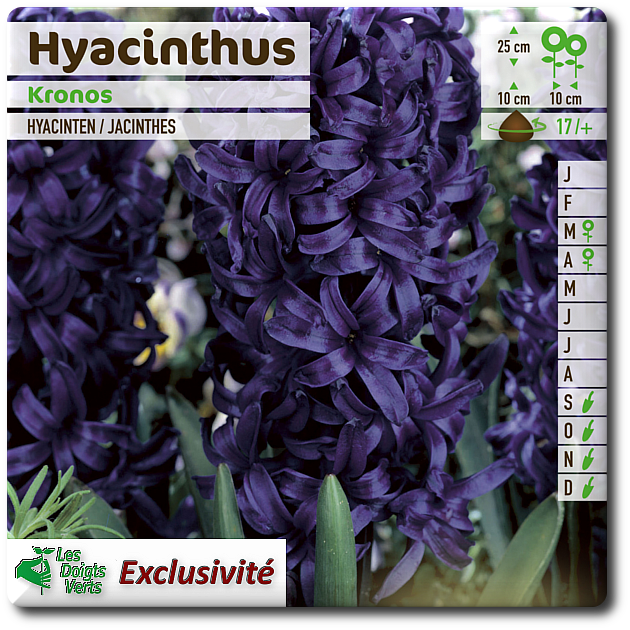 Hyacinthus
Kronos
HYACINTEN / JACINTHES
25 cm
10 cm
10 cm
17/+
J
F
M
A
M
J
J
A
S
O
N
D
Les
Doigts
Verts
Exclusivité